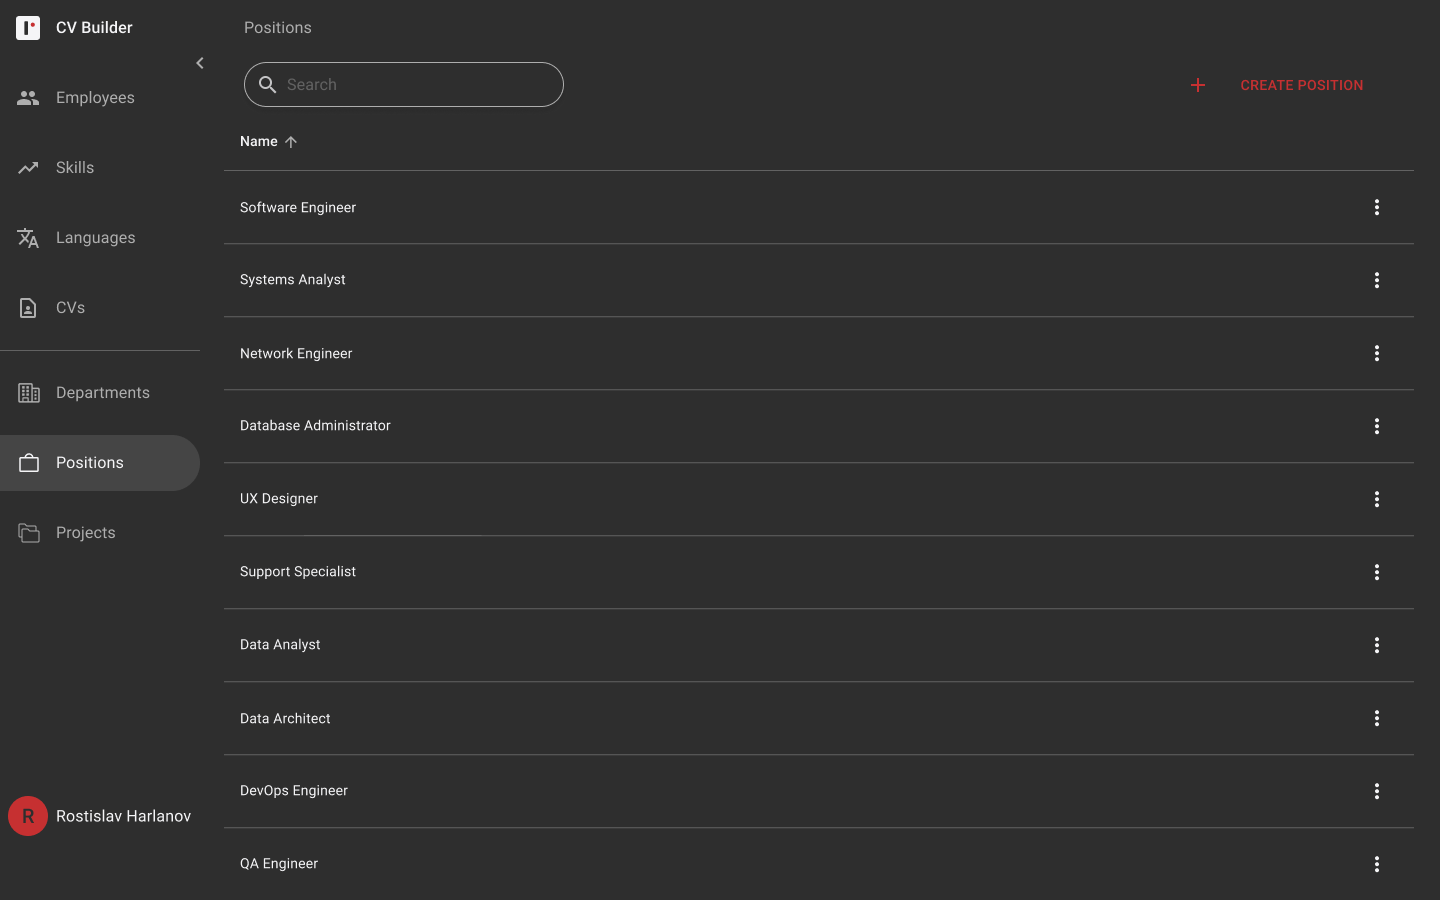 CV Builder
Employees
Skills
Languages
CVs
Departments
Positions
Projects
R
Rostislav Harlanov
Positions
Search
CREATE POSITION
Name
Software Engineer
Systems Analyst
Network Engineer
Database Administrator
UX Designer
Support Specialist
Data Analyst
Data Architect
DevOps Engineer
QA Engineer